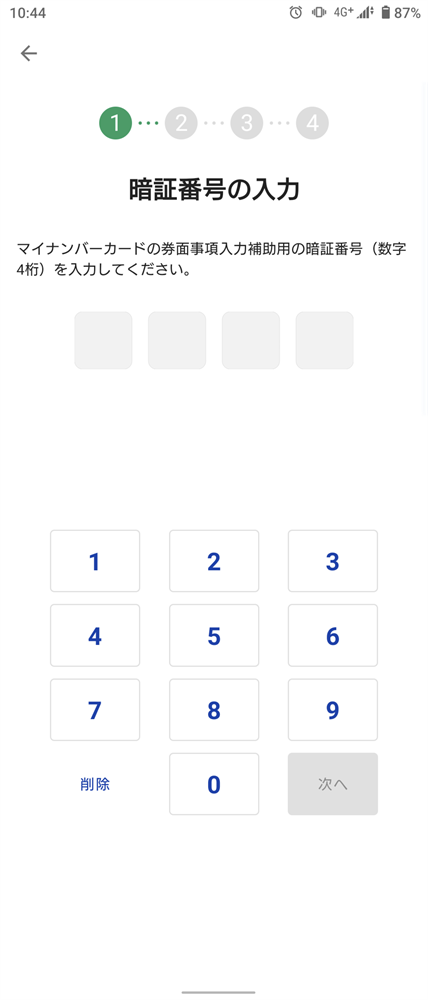 10:44 4G+ 87%
1 2 3 4
暗証番号の入力
マイナンバーカードの券面事項入力補助用の暗証番号（数字
4桁）を入力してください。
1 2 3
4 5 6
7 8 9
削除 0 次へ